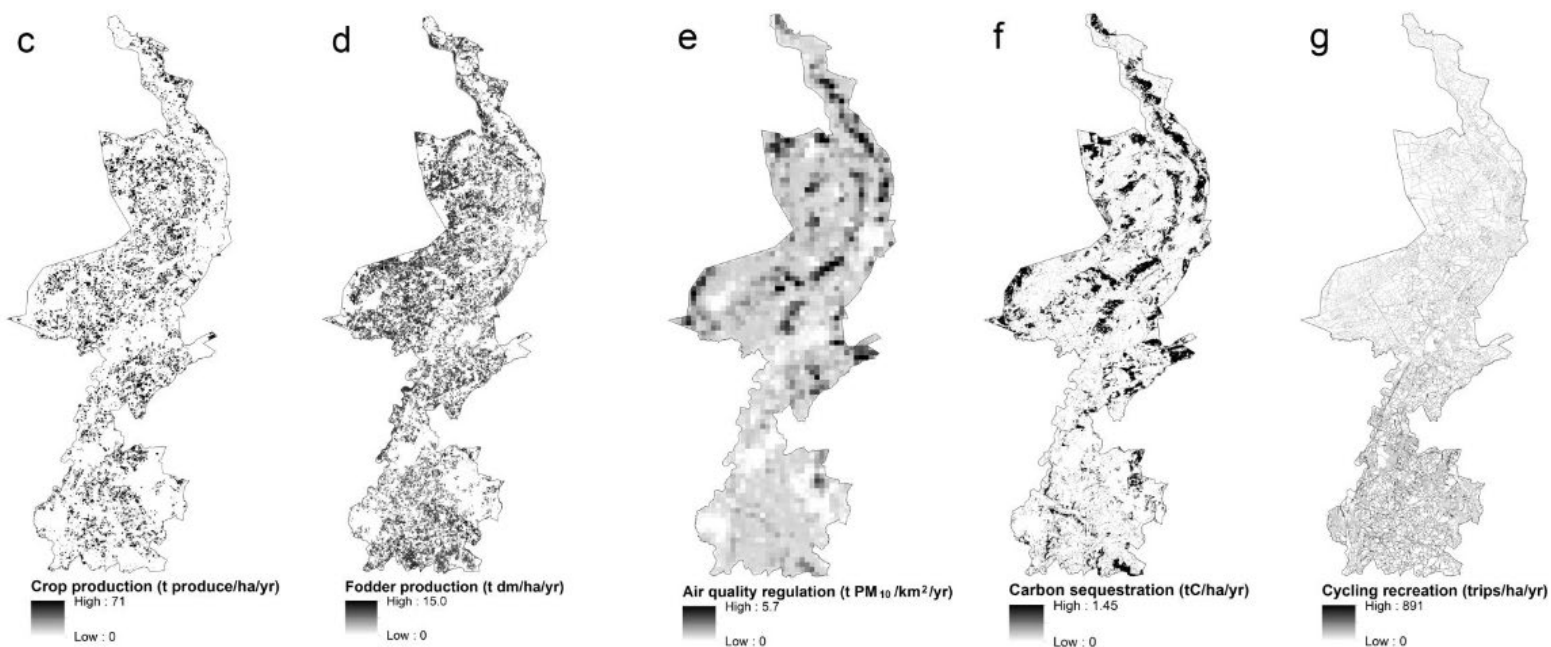 c
d
e
f
g
Crop production (t produce/ha/yr)
High : 71
Low : 0
Fodder production (t dm/ha/yr)
High : 15.0
Low : 0
Air quality regulation (t PM₁₀/km²/yr)
High : 5.7
Low : 0
Carbon sequestration (tC/ha/yr)
High : 1.45
Low : 0
Cycling recreation (trips/ha/yr)
High : 891
Low : 0